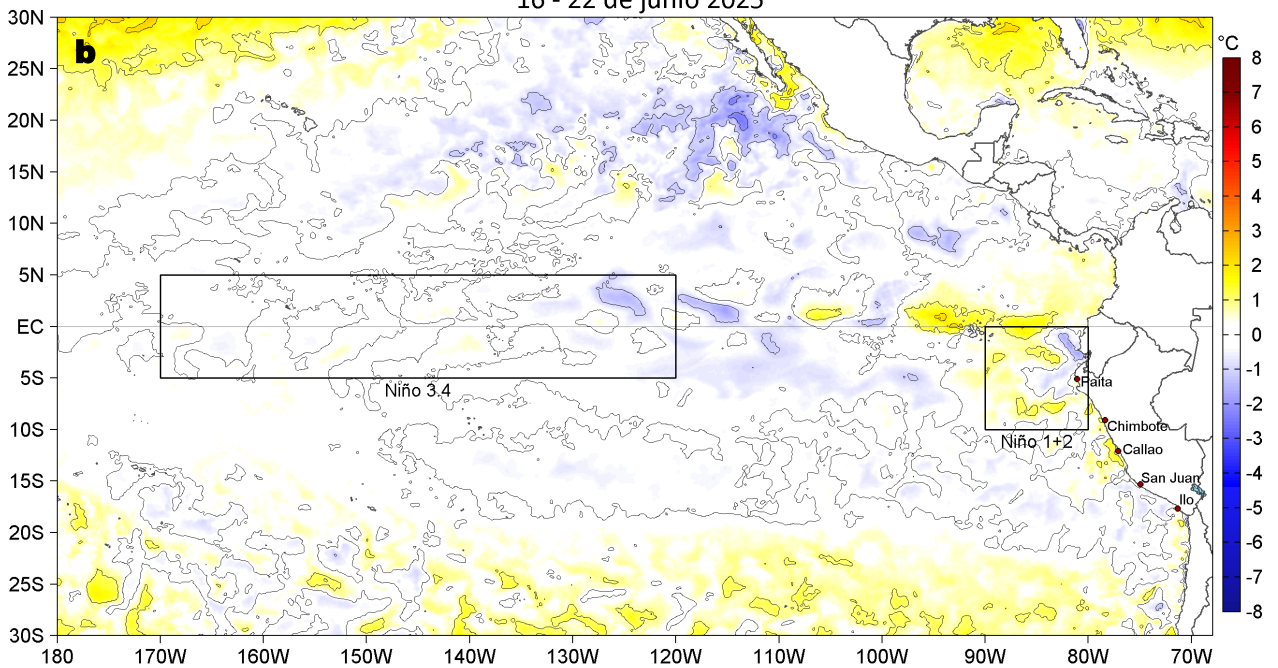 16 - 22 de junio 2025
b
30N
25N
20N
15N
10N
5N
EC
5S
10S
15S
20S
25S
30S
180
170W
160W
150W
140W
130W
120W
110W
100W
90W
80W
70W
Niño 3.4
Niño 1+2
Paita
Chimbote
Callao
San Juan
Ilo
°C
8
7
6
5
4
3
2
1
0
-1
-2
-3
-4
-5
-6
-7
-8